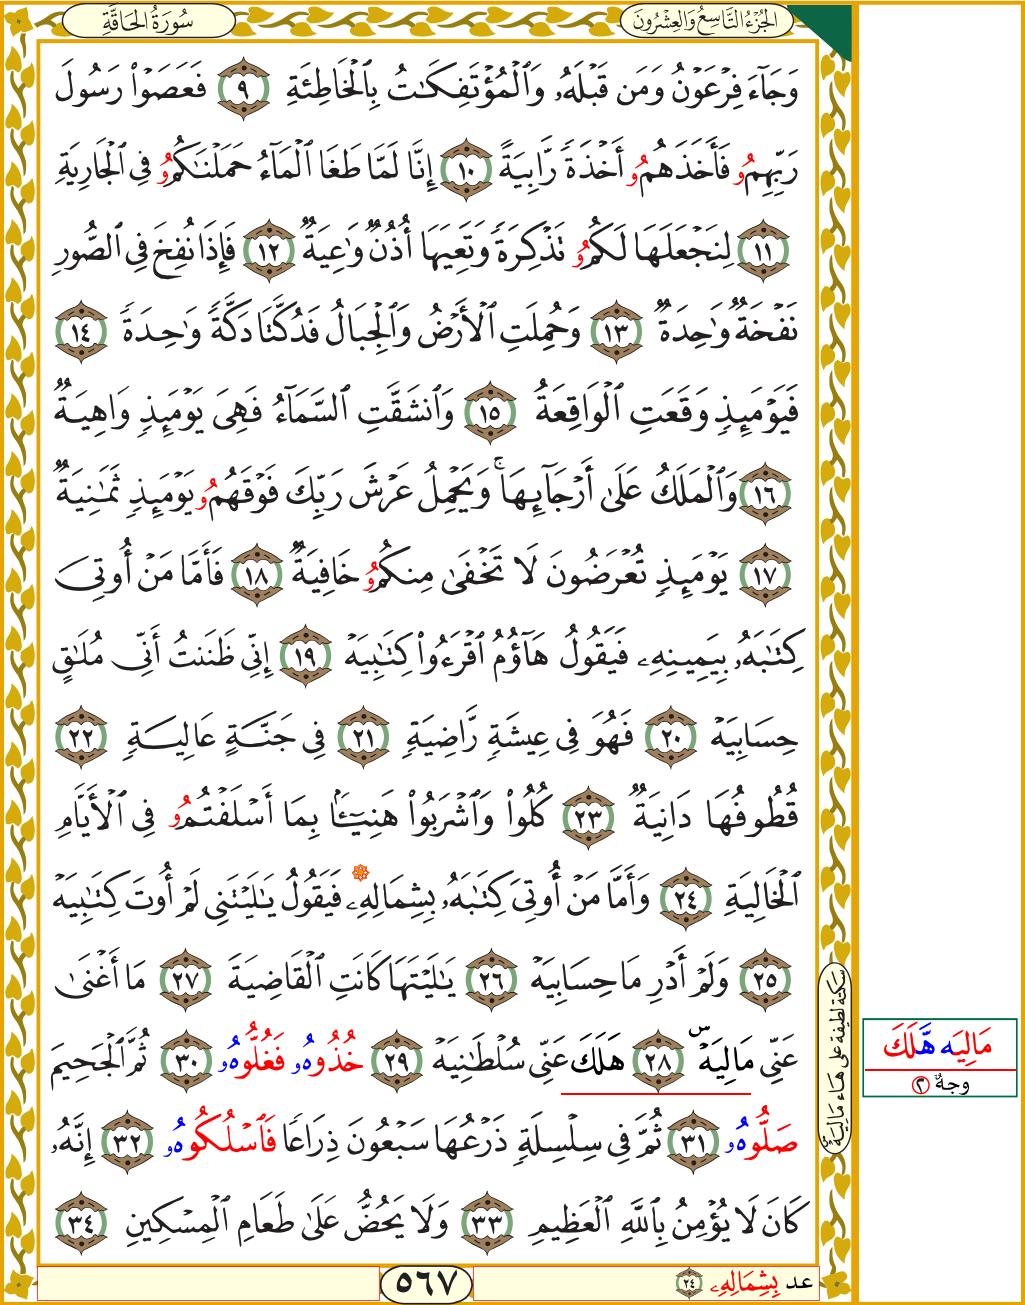 الجُزْءُ التَّاسِعُ وَالعِشْرُونَ
سُورَةُ الحَاقَّةِ
وَجَآءَ فِرْعَوْنُ وَمَن قَبْلَهُۥ وَٱلْمُؤْتَفِكَٰتُ بِٱلْخَاطِئَةِ ٩ فَعَصَوْا۟ رَسُولَ
رَبِّهِمُۥ فَأَخَذَهُمُۥ أَخْذَةً رَّابِيَةً ١٠ إِنَّا لَمَّا طَغَا ٱلْمَآءُ حَمَلْنَٰكُمُۥ فِى ٱلْجَارِيَةِ
١١ لِنَجْعَلَهَا لَكُمُۥ تَذْكِرَةً وَتَعِيَهَا أُذُنٌ وَٰعِيَةٌ ١٢ فَإِذَا نُفِخَ فِى ٱلصُّورِ
نَفْخَةٌ وَٰحِدَةٌ ١٣ وَحُمِلَتِ ٱلْأَرْضُ وَٱلْجِبَالُ فَدُكَّتَا دَكَّةً وَٰحِدَةً ١٤
فَيَوْمَئِذٍ وَقَعَتِ ٱلْوَاقِعَةُ ١٥ وَٱنشَقَّتِ ٱلسَّمَآءُ فَهِىَ يَوْمَئِذٍ وَاهِيَةٌ
١٦ وَٱلْمَلَكُ عَلَىٰ أَرْجَآئِهَاۚ وَيَحْمِلُ عَرْشَ رَبِّكَ فَوْقَهُمُۥ يَوْمَئِذٍ ثَمَٰنِيَةٌ
١٧ يَوْمَئِذٍ تُعْرَضُونَ لَا تَخْفَىٰ مِنكُمُۥ خَافِيَةٌ ١٨ فَأَمَّا مَنْ أُوتِىَ
كِتَٰبَهُۥ بِيَمِينِهِۦ فَيَقُولُ هَآؤُمُ ٱقْرَءُوا۟ كِتَٰبِيَهْ ١٩ إِنِّى ظَنَنتُ أَنِّى مُلَٰقٍ
حِسَابِيَهْ ٢٠ فَهُوَ فِى عِيشَةٍ رَّاضِيَةٍ ٢١ فِى جَنَّةٍ عَالِيَةٍ ٢٢
قُطُوفُهَا دَانِيَةٌ ٢٣ كُلُوا۟ وَٱشْرَبُوا۟ هَنِيٓـًٔا بِمَا أَسْلَفْتُمُۥ فِى ٱلْأَيَّامِ
ٱلْخَالِيَةِ ٢٤ وَأَمَّا مَنْ أُوتِىَ كِتَٰبَهُۥ بِشِمَالِهِۦ فَيَقُولُ يَٰلَيْتَنِى لَمْ أُوتَ كِتَٰبِيَهْ
٢٥ وَلَمْ أَدْرِ مَا حِسَابِيَهْ ٢٦ يَٰلَيْتَهَا كَانَتِ ٱلْقَاضِيَةَ ٢٧ مَا أَغْنَىٰ
عَنِّى مَالِيَهْۜ ٢٨ هَلَكَ عَنِّى سُلْطَٰنِيَهْ ٢٩ خُذُوهُۥ فَغُلُّوهُۥ ٣٠ ثُمَّ ٱلْجَحِيمَ
صَلُّوهُۥ ٣١ ثُمَّ فِى سِلْسِلَةٍ ذَرْعُهَا سَبْعُونَ ذِرَاعًا فَٱسْلُكُوهُۥ ٣٢ إِنَّهُۥ
كَانَ لَا يُؤْمِنُ بِٱللَّهِ ٱلْعَظِيمِ ٣٣ وَلَا يَحُضُّ عَلَىٰ طَعَامِ ٱلْمِسْكِينِ ٣٤
سكتة لطيفة على هاء مَالِيَهْۜ
مَالِيَه هَّلَكَ
وجهٌ ٢
عد بِشِمَالِهِۦ ٢٤
٥٦٧